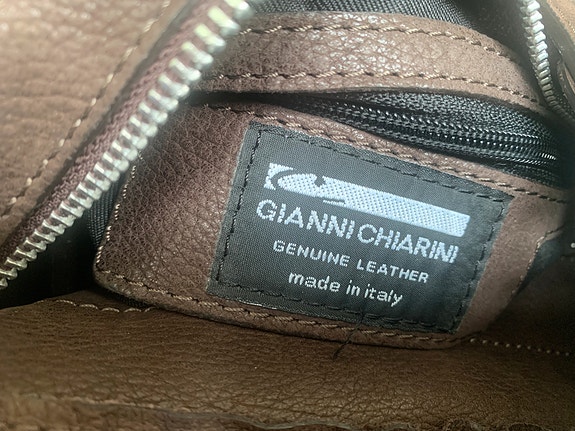 GIANNI CHIARINI
GENUINE LEATHER
made in italy